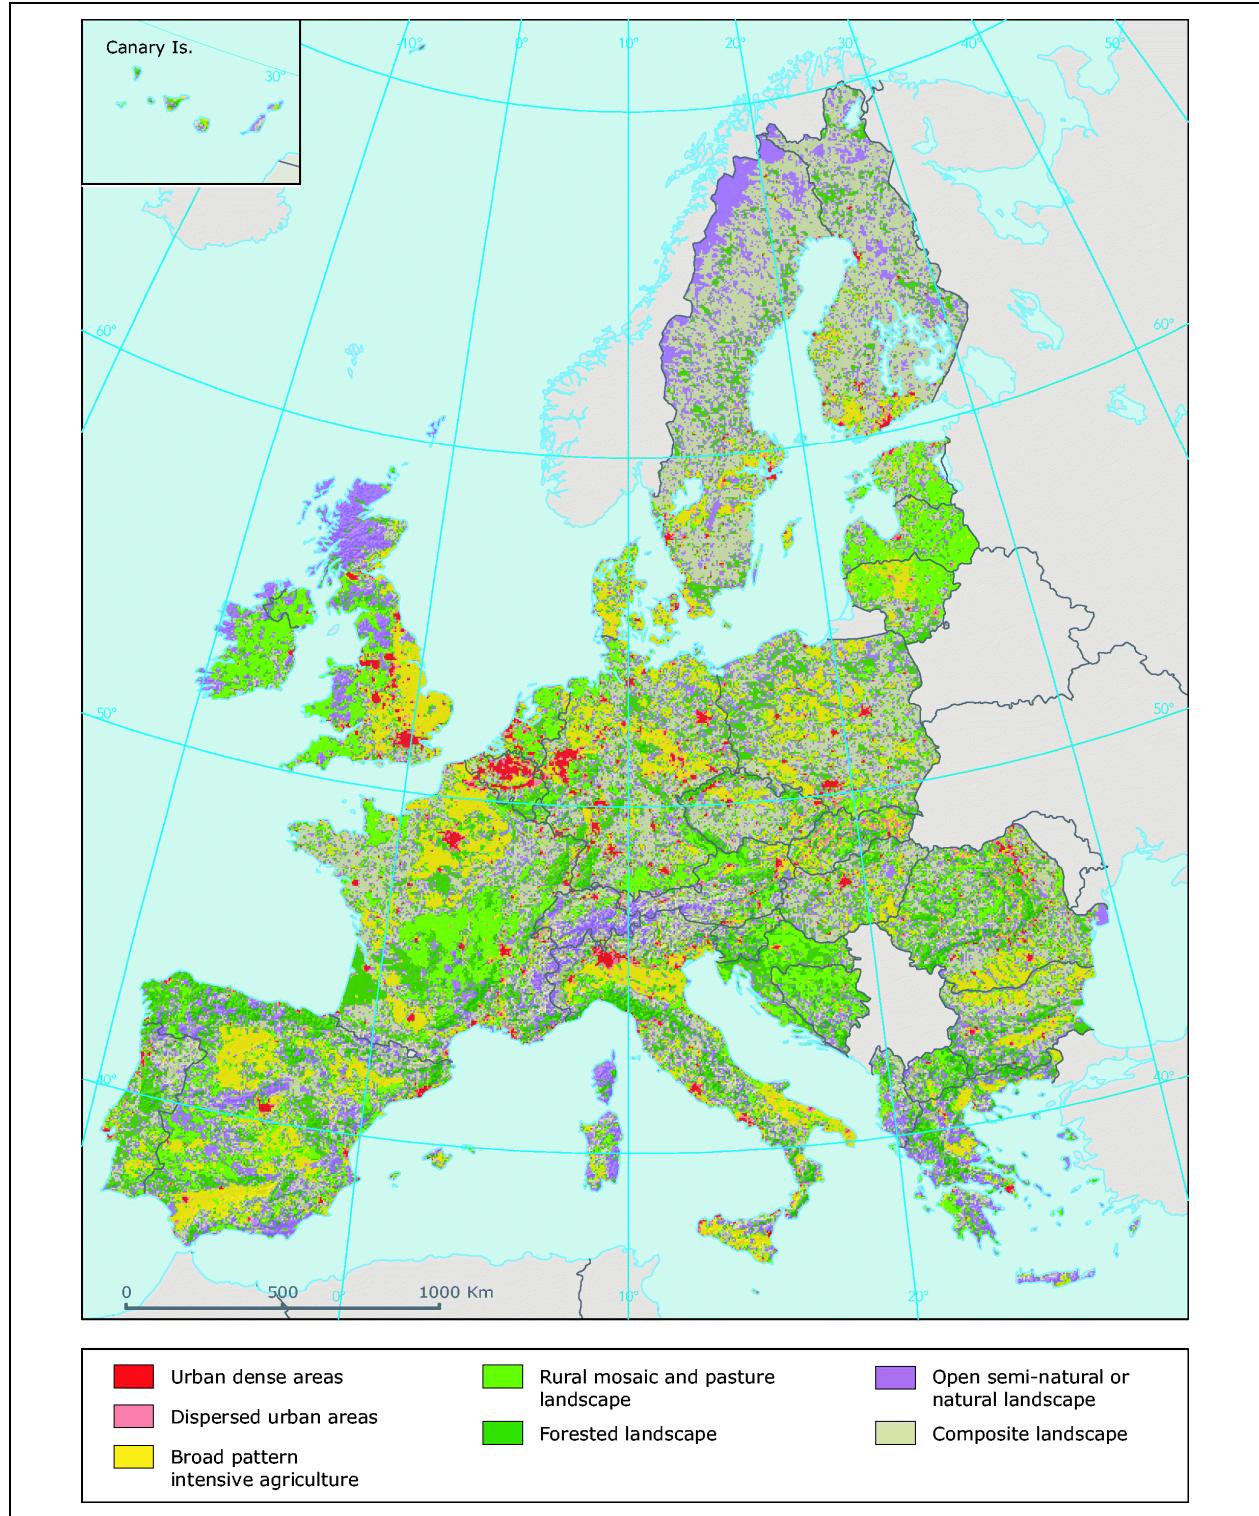 Canary Is.
30°
-10°
0°
10°
20°
30°
40°
50°
60°
60°
50°
50°
40°
40°
0
500
1000 Km
0°
10°
20°
Urban dense areas
Dispersed urban areas
Broad pattern
intensive agriculture
Rural mosaic and pasture
landscape
Forested landscape
Open semi-natural or
natural landscape
Composite landscape